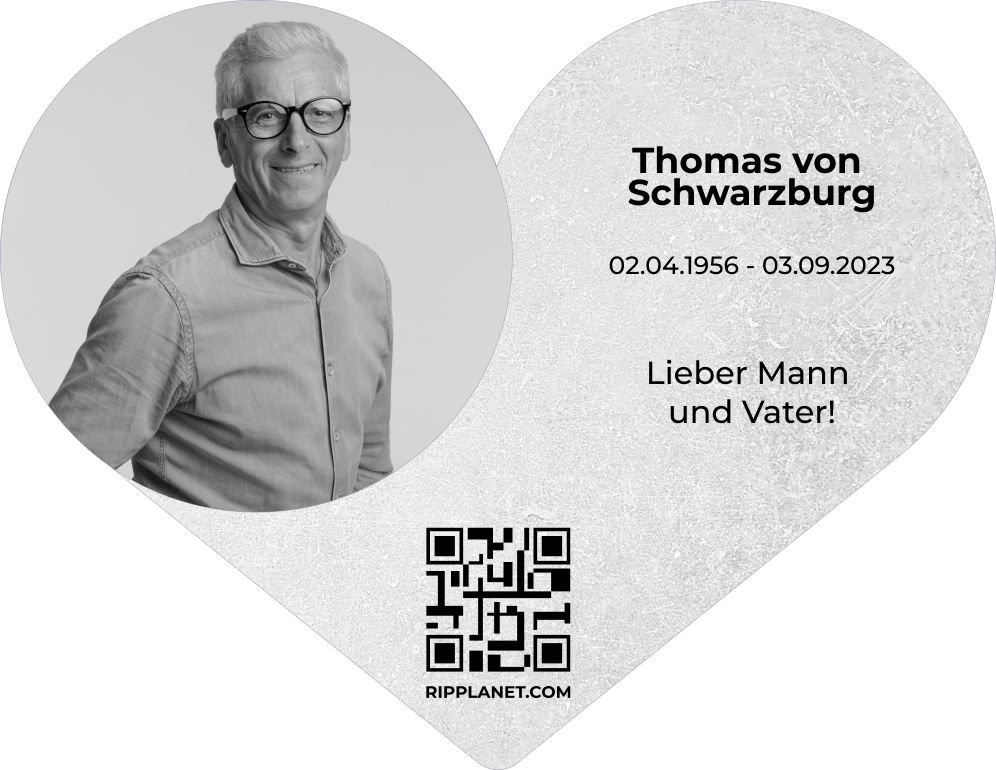 Thomas von
Schwarzburg
02.04.1956 - 03.09.2023
Lieber Mann
und Vater!
RIPPLANET.COM